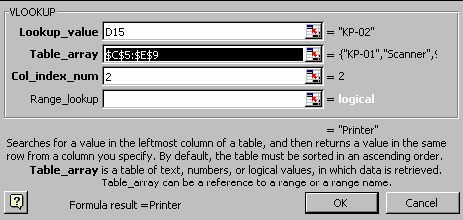 VLOOKUP
Lookup_value D15 = "KP-02"
Table_array $C$5:$E$9 = {"KP-01","Scanner",9
Col_index_num 2 = 2
Range_lookup = logical
= "Printer"
Searches for a value in the leftmost column of a table, and then returns a value in the same
row from a column you specify. By default, the table must be sorted in an ascending order.
Table_array is a table of text, numbers, or logical values, in which data is retrieved.
Table_array can be a reference to a range or a range name.
? Formula result =Printer OK Cancel